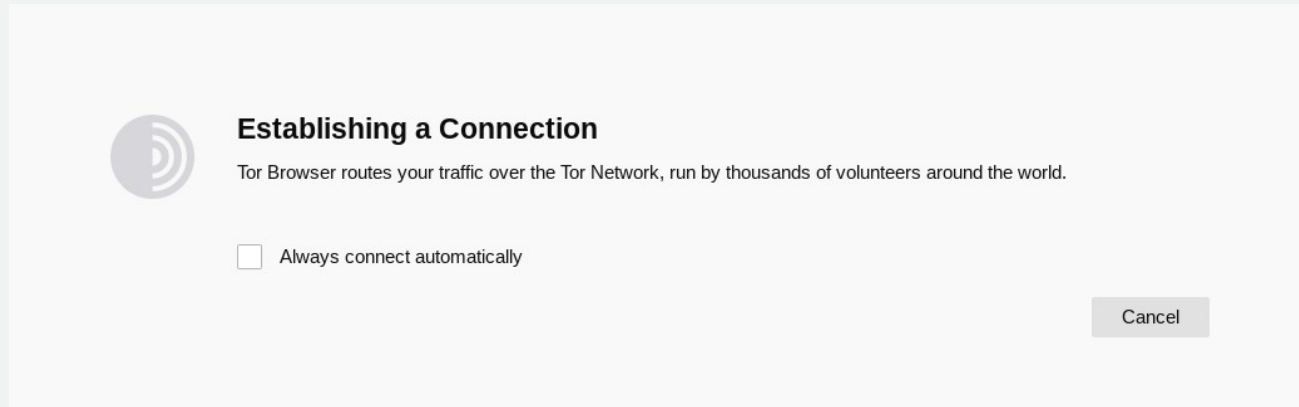 Establishing a Connection
Tor Browser routes your traffic over the Tor Network, run by thousands of volunteers around the world.
Always connect automatically
Cancel